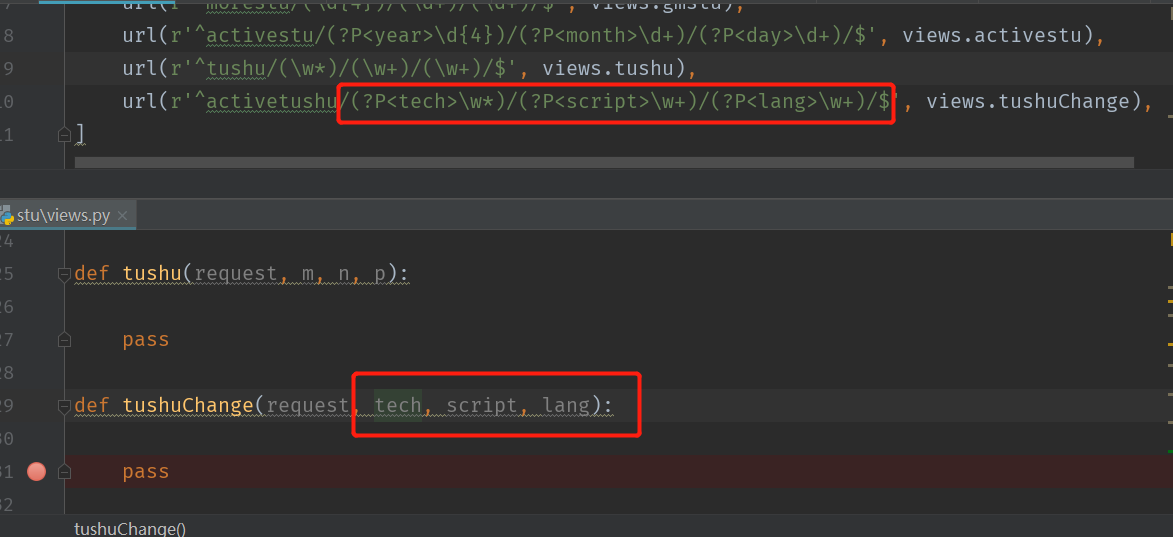 url(r'^morestu/(\d{4})/(\d+)/(\d+)/$', views.gmstu),
8 url(r'^activestu/(?P<year>\d{4})/(?P<month>\d+)/(?P<day>\d+)/$', views.activestu),
9 url(r'^tushu/(\w*)/(\w+)/(\w+)/$', views.tushu),
10 url(r'^activetushu/(?P<tech>\w*)/(?P<script>\w+)/(?P<lang>\w+)/$', views.tushuChange),
11 ]
stu\views.py ×
24
25 def tushu(request, m, n, p):
26
27 pass
28
29 def tushuChange(request, tech, script, lang):
30
31 pass
32
tushuChange()